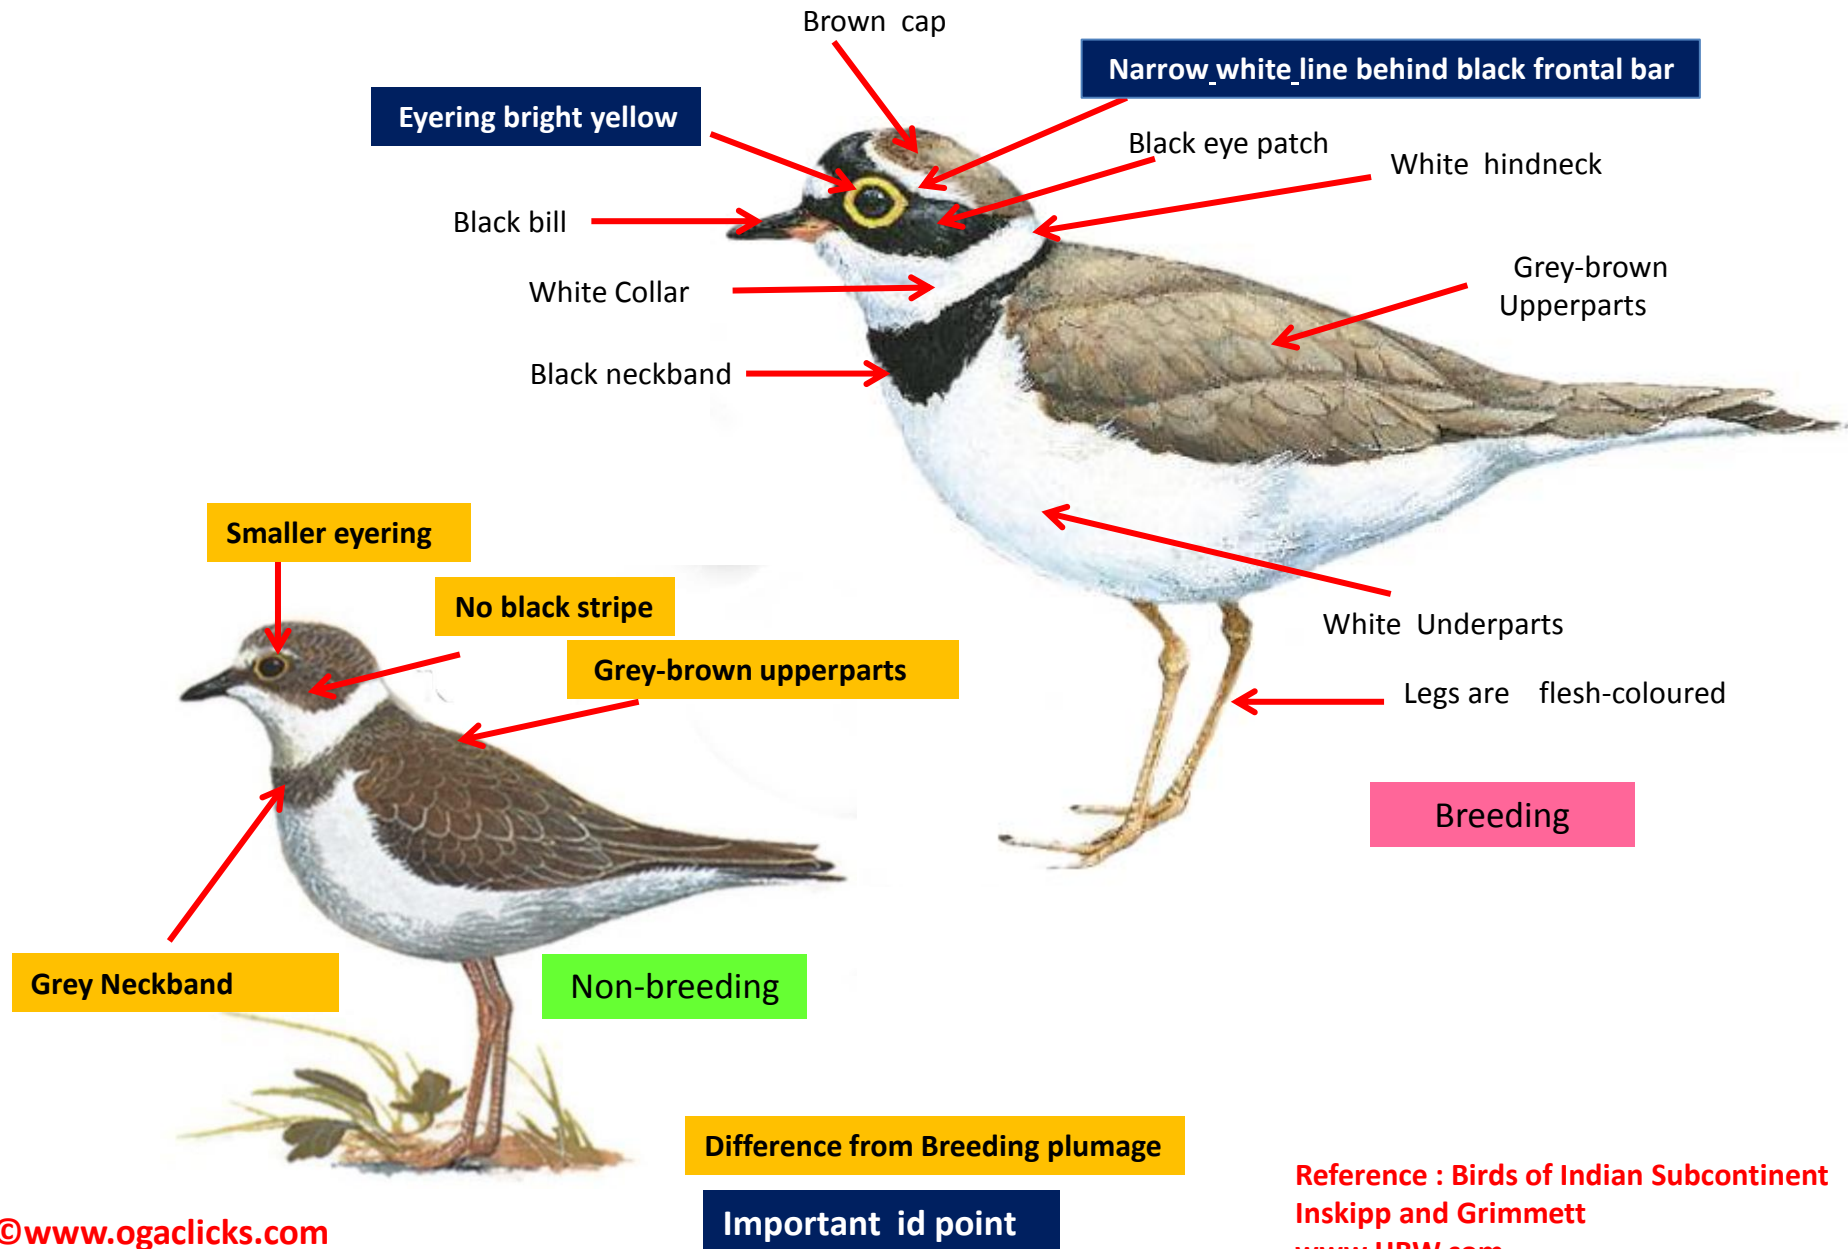 Brown cap
Narrow white line behind black frontal bar
Eyering bright yellow
Black eye patch
White hindneck
Black bill
Grey-brown
Upperparts
White Collar
Black neckband
Smaller eyering
No black stripe
White Underparts
Grey-brown upperparts
Legs are flesh-coloured
Breeding
Grey Neckband
Non-breeding
Difference from Breeding plumage
Important id point
Reference : Birds of Indian Subcontinent
Inskipp and Grimmett
www.HBW.com
©www.ogaclicks.com